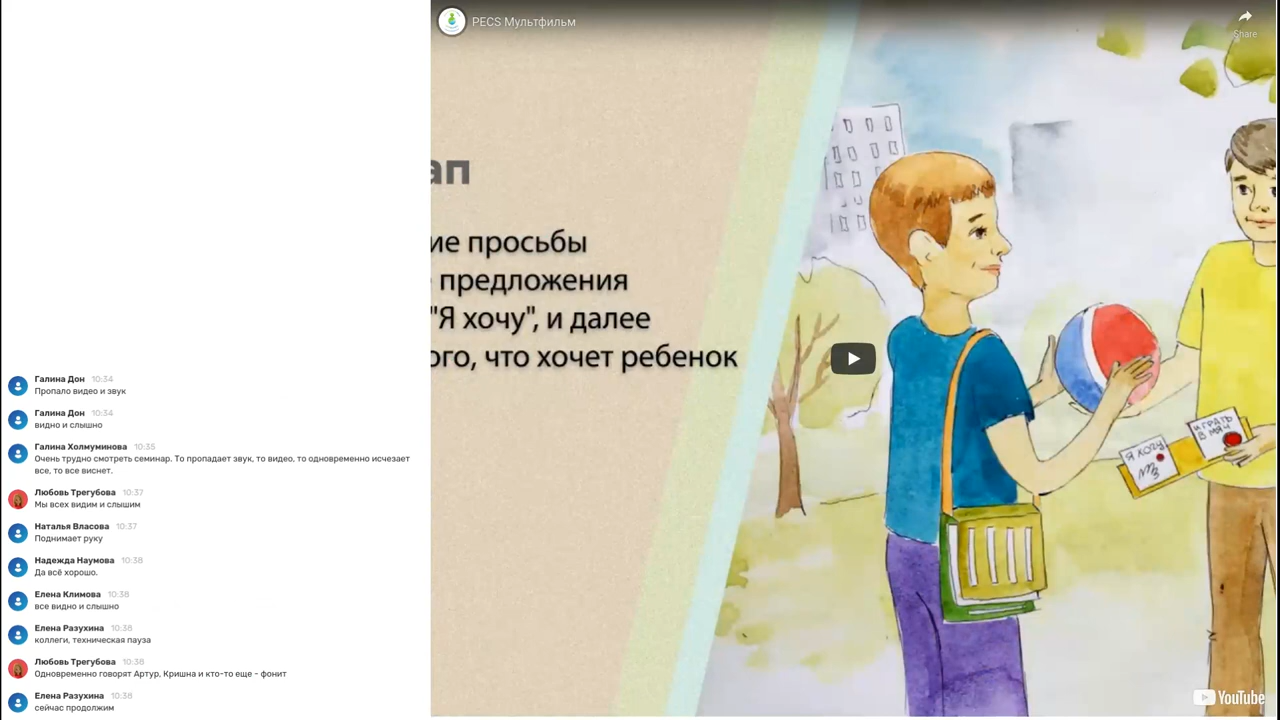 Галина Дон 10:34
Пропало видео и звук
Галина Дон 10:34
видно и слышно
Галина Холмуминова 10:35
Очень трудно смотреть семинар. То пропадает звук, то видео, то одновременно исчезает
все, то все виснет.
Любовь Трегубова 10:37
Мы всех видим и слышим
Наталья Власова 10:37
Поднимает руку
Надежда Наумова 10:38
Да всё хорошо.
Елена Климова 10:38
все видно и слышно
Елена Разухина 10:38
коллеги, техническая пауза
Любовь Трегубова 10:38
Одновременно говорят Артур, Кришна и кто-то еще - фонит
Елена Разухина 10:38
сейчас продолжим
PECS Мультфильм
Share
ап
ие просьбы
предложения
"Я хочу", и далее
ого, что хочет ребенок
Я ХОЧУ
ИГРАТЬ
В МЯЧ
YouTube